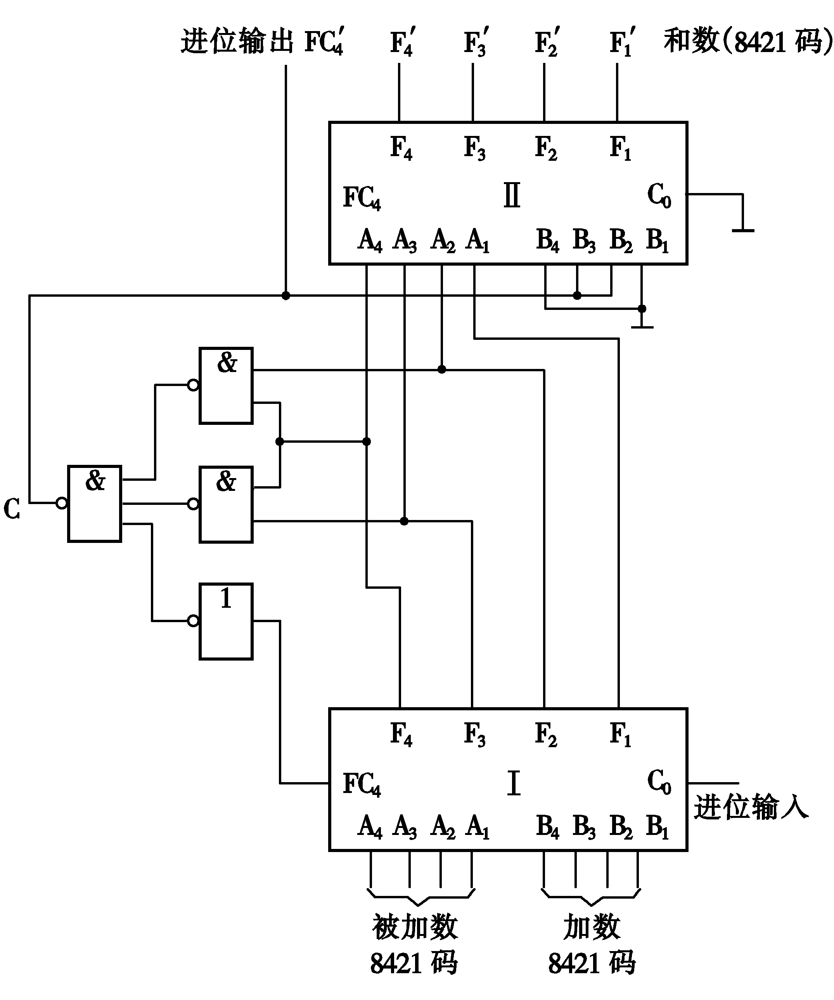 进位输出 FC₄′ F₄′ F₃′ F₂′ F₁′ 和数(8421 码)
F₄ F₃ F₂ F₁
FC₄ Ⅱ C₀
A₄ A₃ A₂ A₁ B₄ B₃ B₂ B₁
&
& &
C
1
F₄ F₃ F₂ F₁
FC₄ Ⅰ C₀
进位输入
A₄ A₃ A₂ A₁ B₄ B₃ B₂ B₁
被加数 加数
8421 码 8421 码